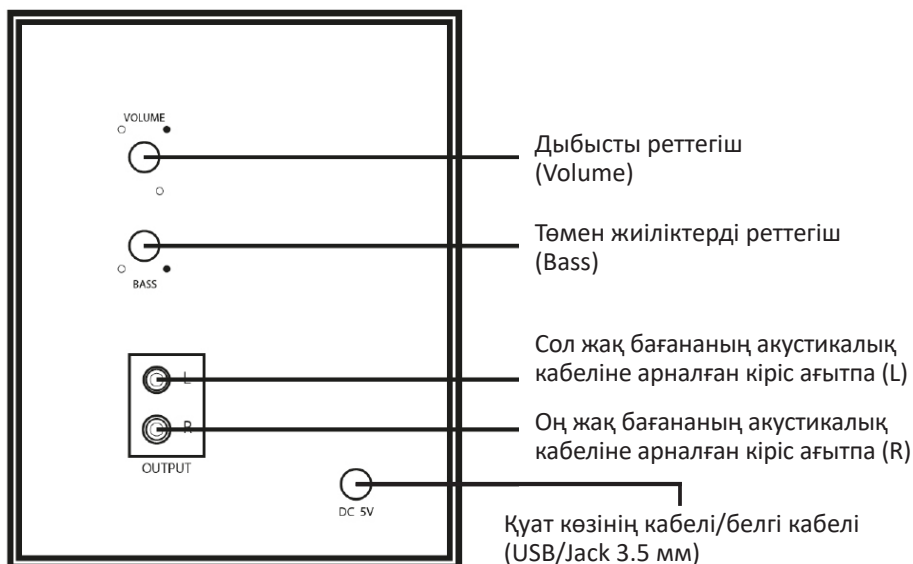 VOLUME
Дыбысты реттегіш
(Volume)
Төмен жиіліктерді реттегіш
(Bass)
BASS
Сол жақ бағананың акустикалық
кабеліне арналған кіріс ағытпа (L)
L
Оң жақ бағананың акустикалық
кабеліне арналған кіріс ағытпа (R)
R
OUTPUT
DC 5V
Қуат көзінің кабелі/белгі кабелі
(USB/Jack 3.5 мм)